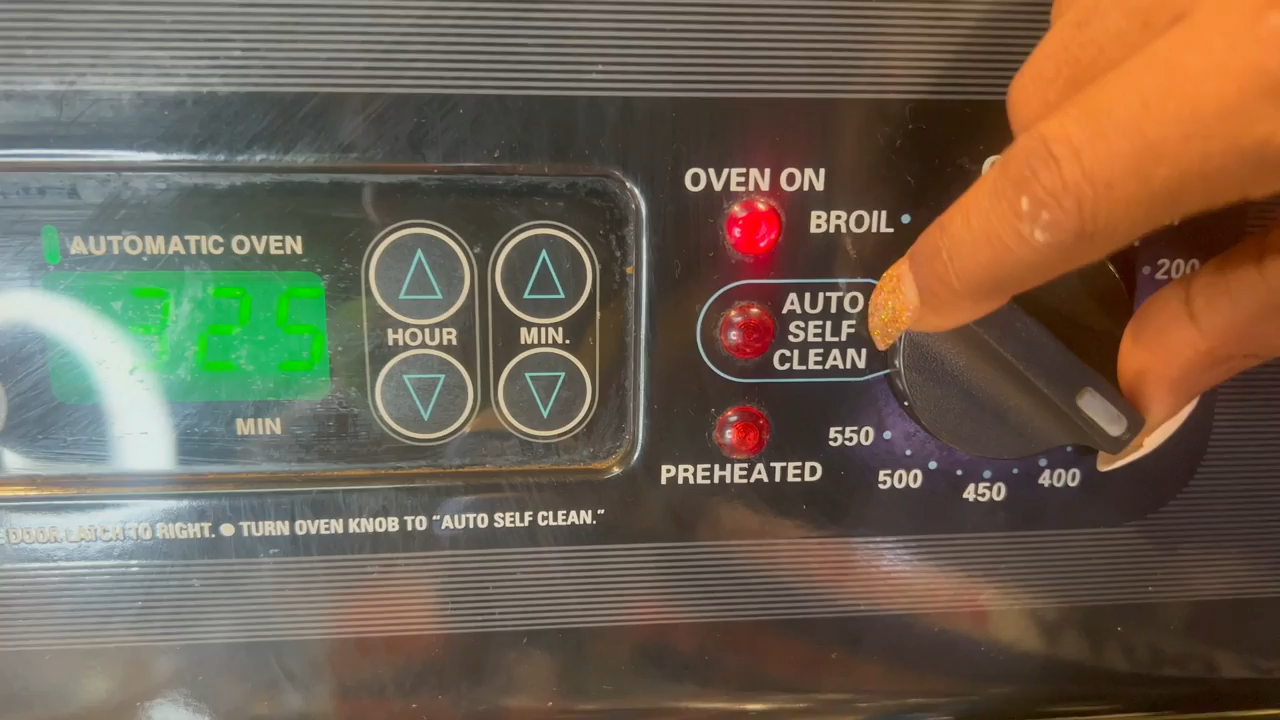 AUTOMATIC OVEN
225
MIN
HOUR
MIN.
OVEN ON
BROIL
AUTO
SELF
CLEAN
PREHEATED
550
500
450
400
200
DOOR LATCH TO RIGHT. ● TURN OVEN KNOB TO “AUTO SELF CLEAN.”